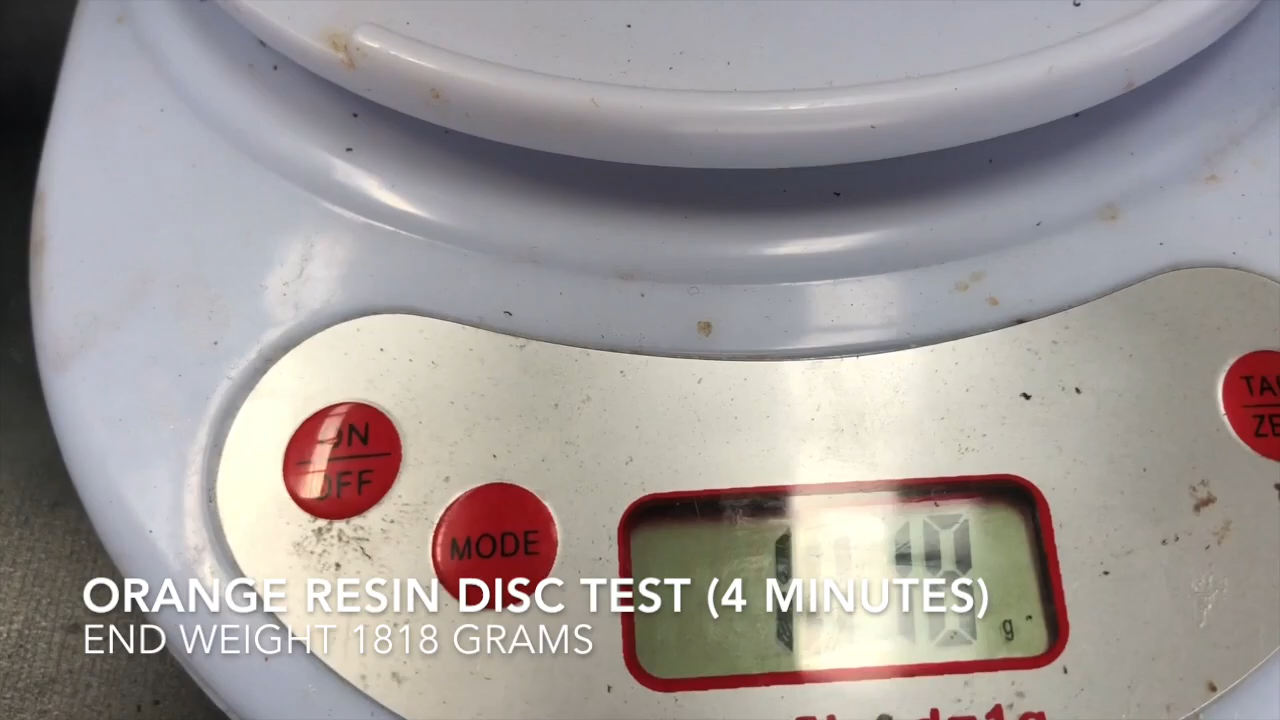 ON
OFF
MODE
ORANGE RESIN DISC TEST (4 MINUTES)
END WEIGHT 1818 GRAMS
g